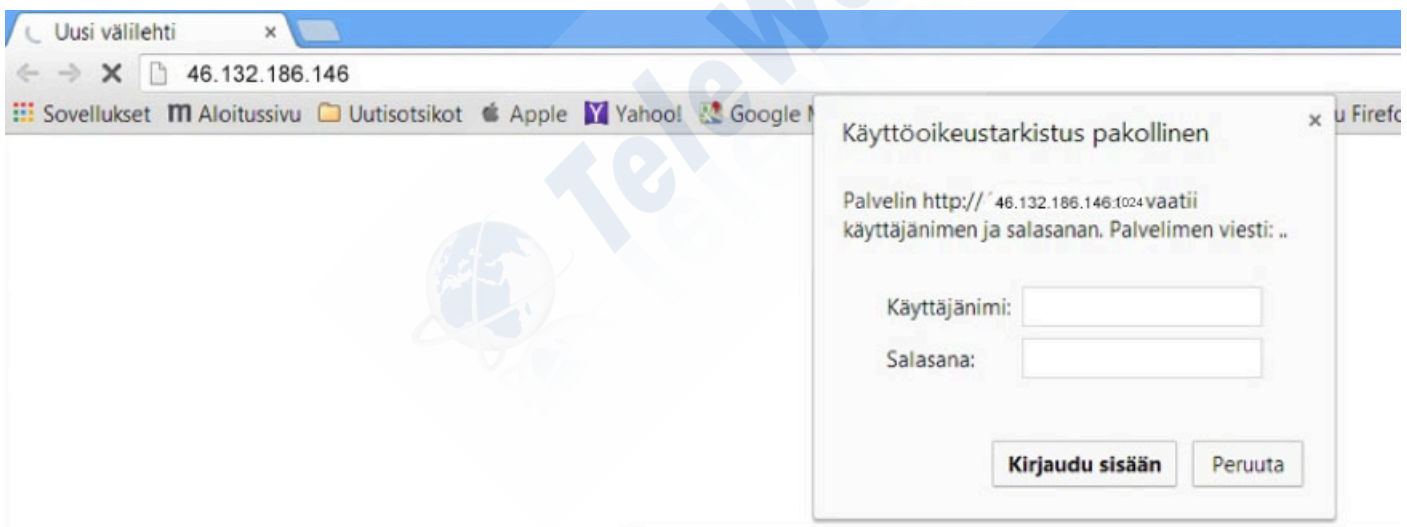 Uusi välilehti
46.132.186.146
Sovellukset m Aloitussivu Uutisotsikot Apple Yahoo! Google
Käyttöoikeustarkistus pakollinen
Palvelin http://´46.132.186.146:1024 vaatii
käyttäjänimen ja salasanan. Palvelimen viesti: ..
Käyttäjänimi:
Salasana:
Kirjaudu sisään Peruuta